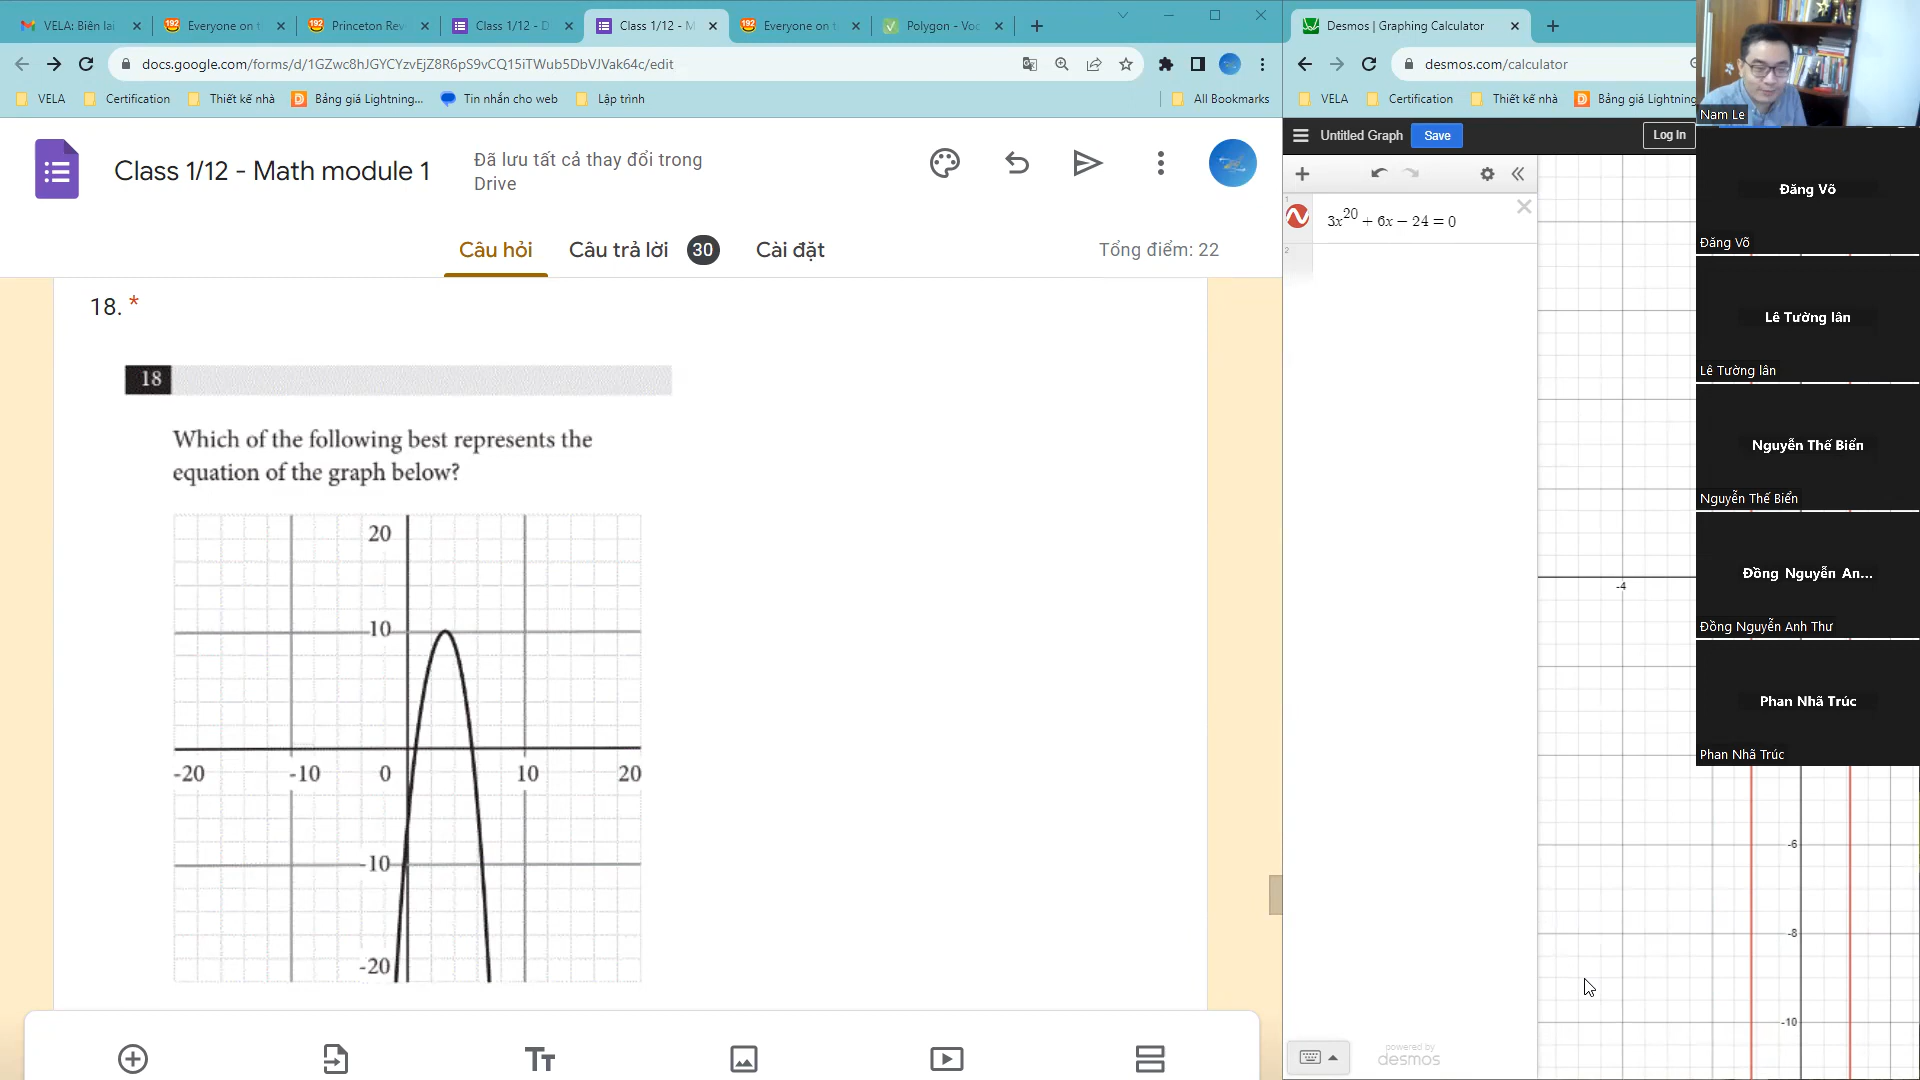 VELA: Biên lai
Everyone on t
Princeton Rev
Class 1/12 - D
Class 1/12 - M
Everyone on t
Polygon - Voc
docs.google.com/forms/d/1GZwc8hJGYCYzvEjZ8R6pS9vCQ15iTWub5DbVJVak64c/edit
VELA
Certification
Thiết kế nhà
Bảng giá Lightning...
Tin nhắn cho web
Lập trình
All Bookmarks
Class 1/12 - Math module 1
Đã lưu tất cả thay đổi trong
Drive
Câu hỏi
Câu trả lời 30
Cài đặt
Tổng điểm: 22
18. *
18
Which of the following best represents the
equation of the graph below?
20
10
-20
-10
0
10
20
-10
-20
Desmos | Graphing Calculator
desmos.com/calculator
VELA
Certification
Thiết kế nhà
Bảng giá Lightning
Untitled Graph
Save
Log In
1
3x^20 + 6x − 24 = 0
2
-4
-6
-8
-10
powered by
desmos
Nam Le
Đăng Võ
Đăng Võ
Lê Tường lân
Lê Tường lân
Nguyễn Thế Biển
Nguyễn Thế Biển
Đồng Nguyễn An...
Đồng Nguyễn Anh Thư
Phan Nhã Trúc
Phan Nhã Trúc